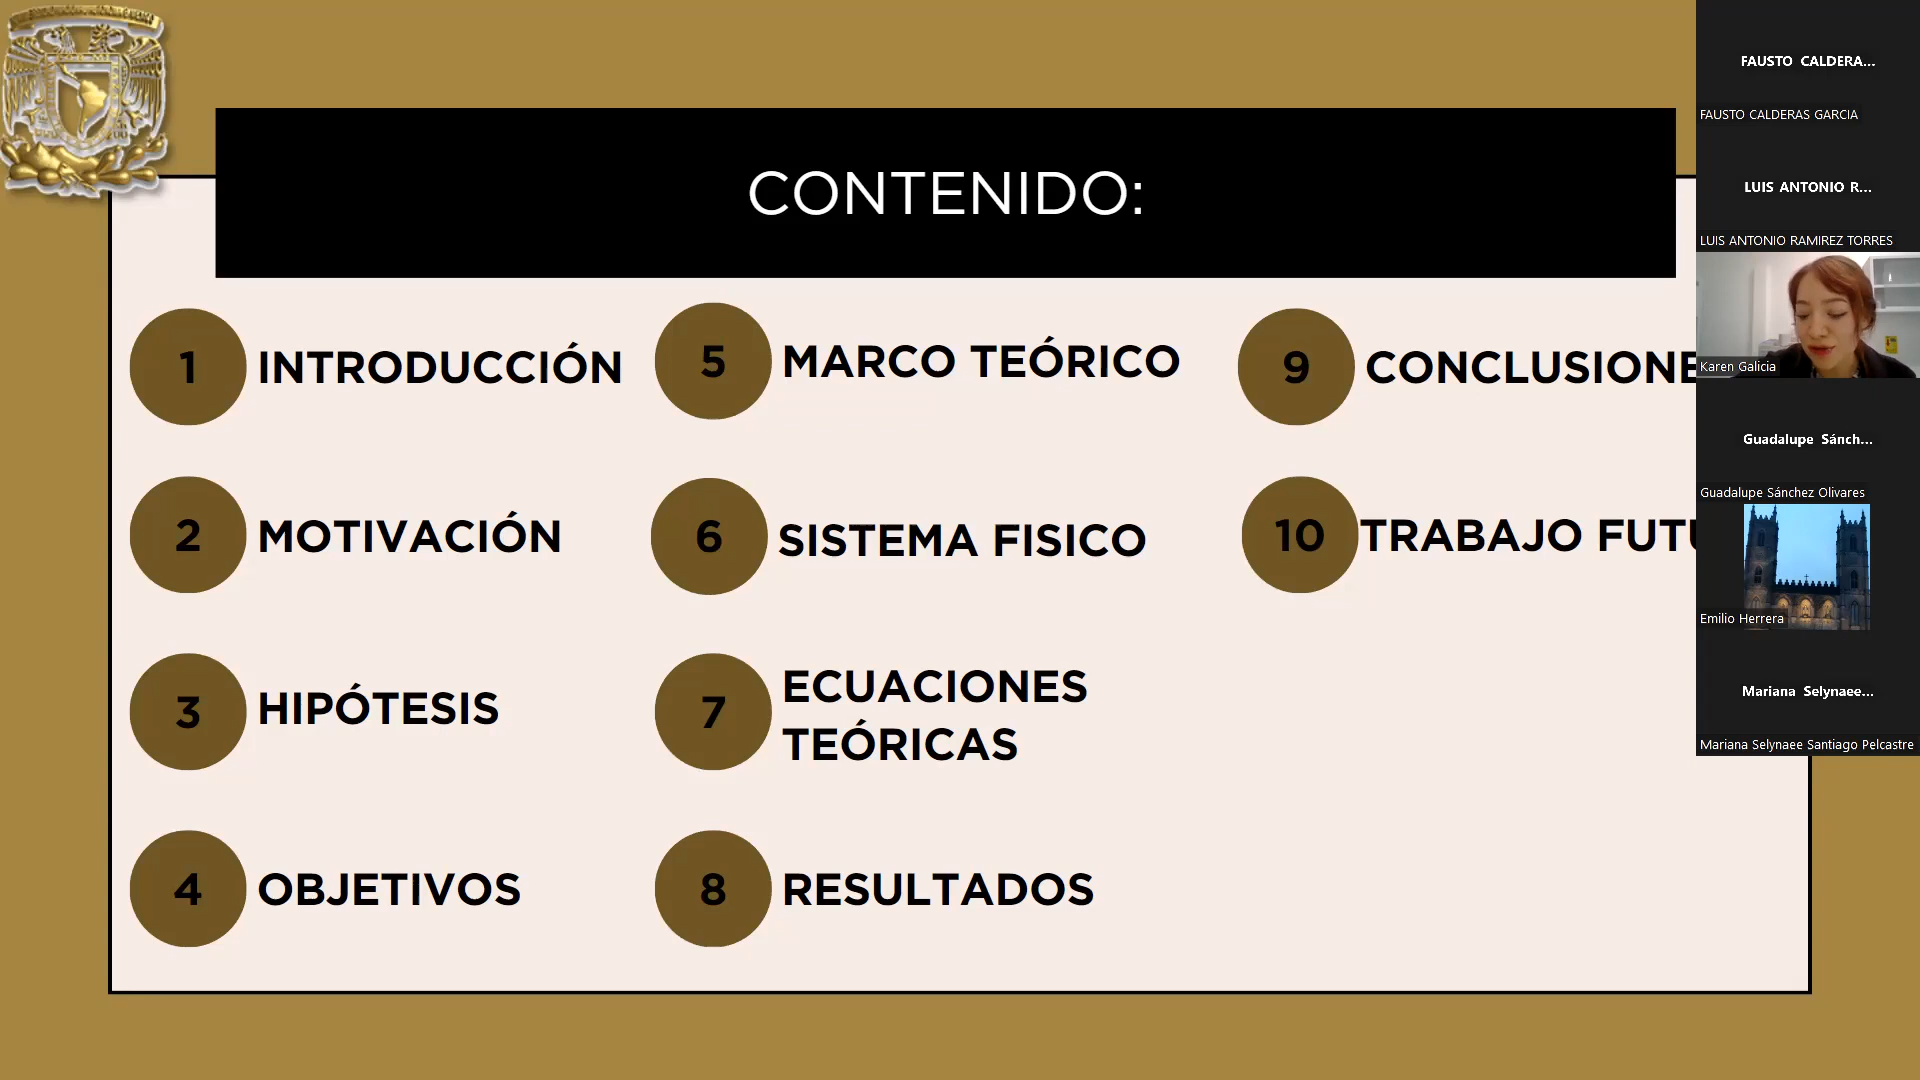 CONTENIDO:
1 INTRODUCCIÓN
2 MOTIVACIÓN
3 HIPÓTESIS
4 OBJETIVOS
5 MARCO TEÓRICO
6 SISTEMA FISICO
7 ECUACIONES
TEÓRICAS
8 RESULTADOS
9 CONCLUSIONE
10 TRABAJO FUTU
FAUSTO CALDERA...
FAUSTO CALDERAS GARCIA
LUIS ANTONIO R...
LUIS ANTONIO RAMIREZ TORRES
Karen Galicia
Guadalupe Sánch...
Guadalupe Sánchez Olivares
Emilio Herrera
Mariana Selynaee...
Mariana Selynaee Santiago Pelcastre